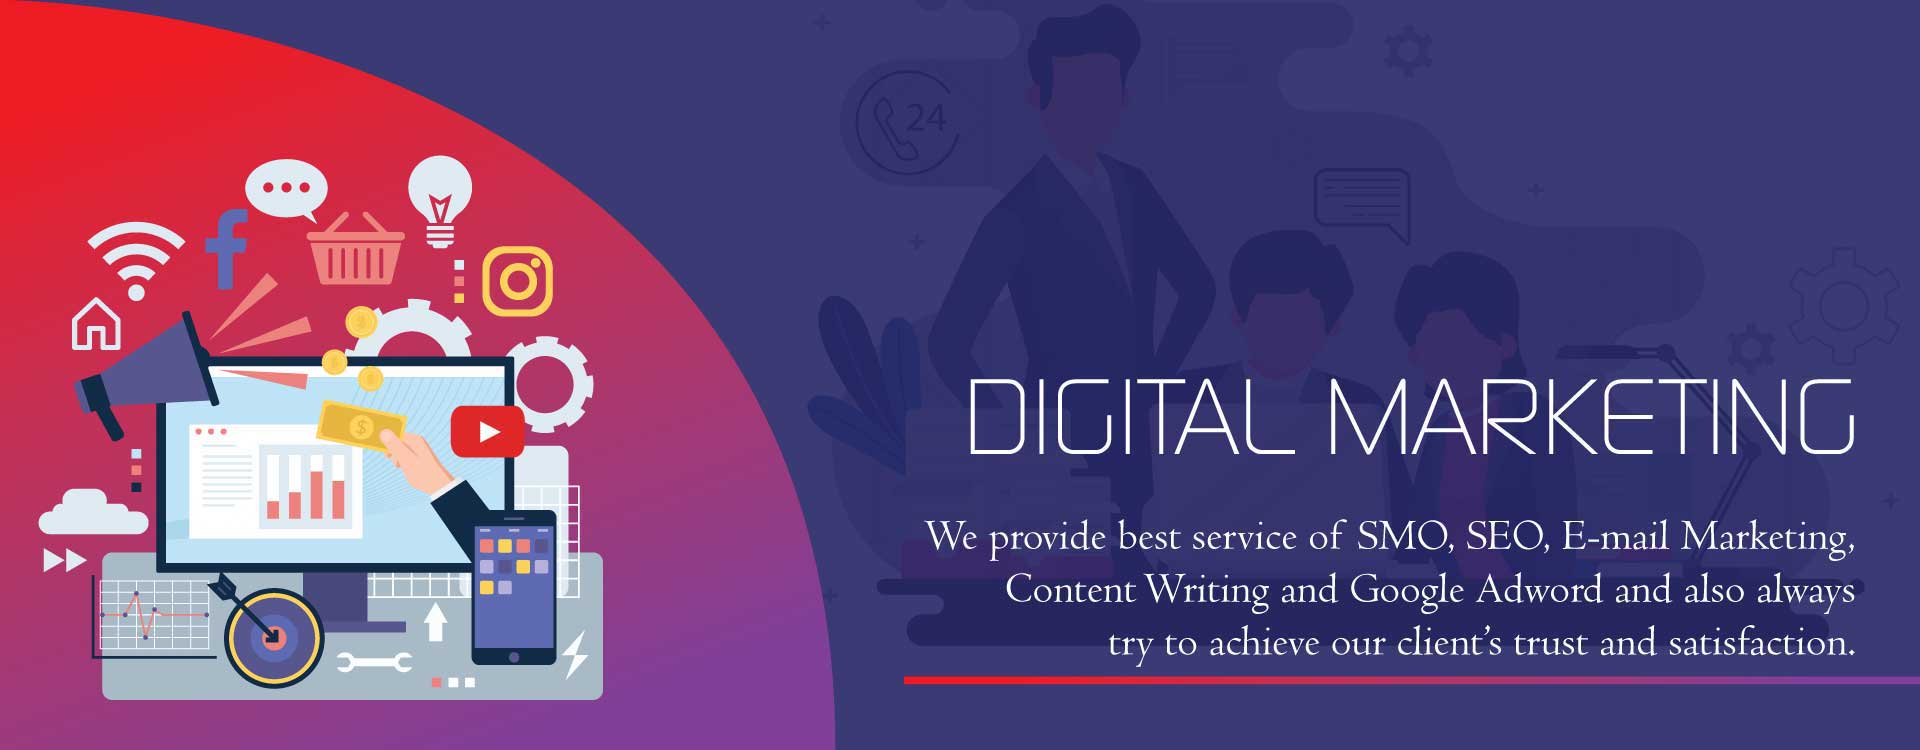 24
DIGITAL MARKETING
We provide best service of SMO, SEO, E-mail Marketing,
Content Writing and Google Adword and also always
try to achieve our client’s trust and satisfaction.